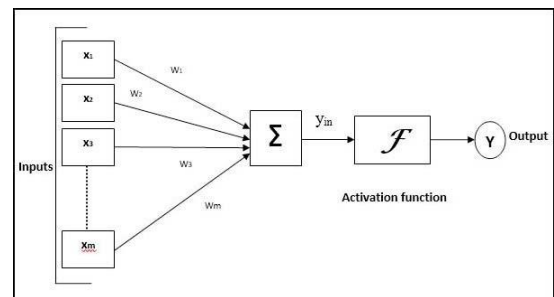 x₁
W₁
x₂
W₂
x₃
Σ
yᵢₙ
ℱ
Y
Output
Inputs
W₃
Activation function
Wm
xm